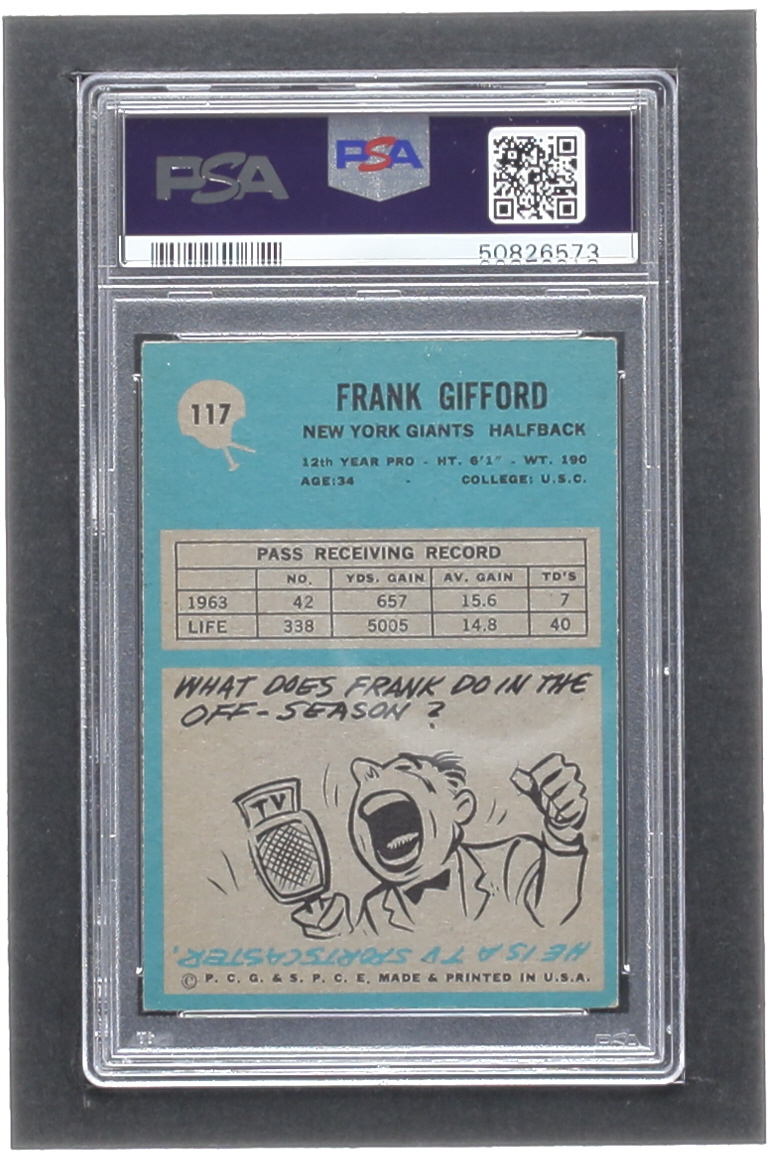 PSA PSA
50826573
117
FRANK GIFFORD
NEW YORK GIANTS HALFBACK
12th YEAR PRO - HT. 6'1" - WT. 190
AGE:34 - COLLEGE: U.S.C.
PASS RECEIVING RECORD
NO. YDS. GAIN AV. GAIN TD'S
1963 42 657 15.6 7
LIFE 338 5005 14.8 40
WHAT DOES FRANK DO IN THE
OFF-SEASON ?
TV
HE IS A TV SPORTSCASTER.
© P. C. G. & S. P. C. E. MADE & PRINTED IN U.S.A.
PSA